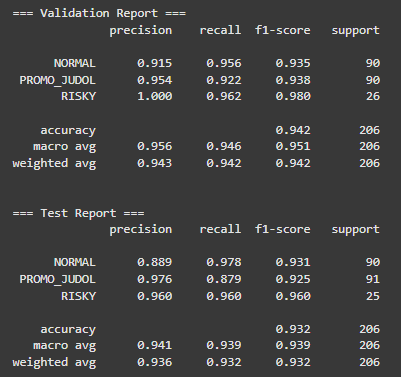 === Validation Report ===
precision recall f1-score support
NORMAL 0.915 0.956 0.935 90
PROMO_JUDOL 0.954 0.922 0.938 90
RISKY 1.000 0.962 0.980 26
accuracy 0.942 206
macro avg 0.956 0.946 0.951 206
weighted avg 0.943 0.942 0.942 206
=== Test Report ===
precision recall f1-score support
NORMAL 0.889 0.978 0.931 90
PROMO_JUDOL 0.976 0.879 0.925 91
RISKY 0.960 0.960 0.960 25
accuracy 0.932 206
macro avg 0.941 0.939 0.939 206
weighted avg 0.936 0.932 0.932 206